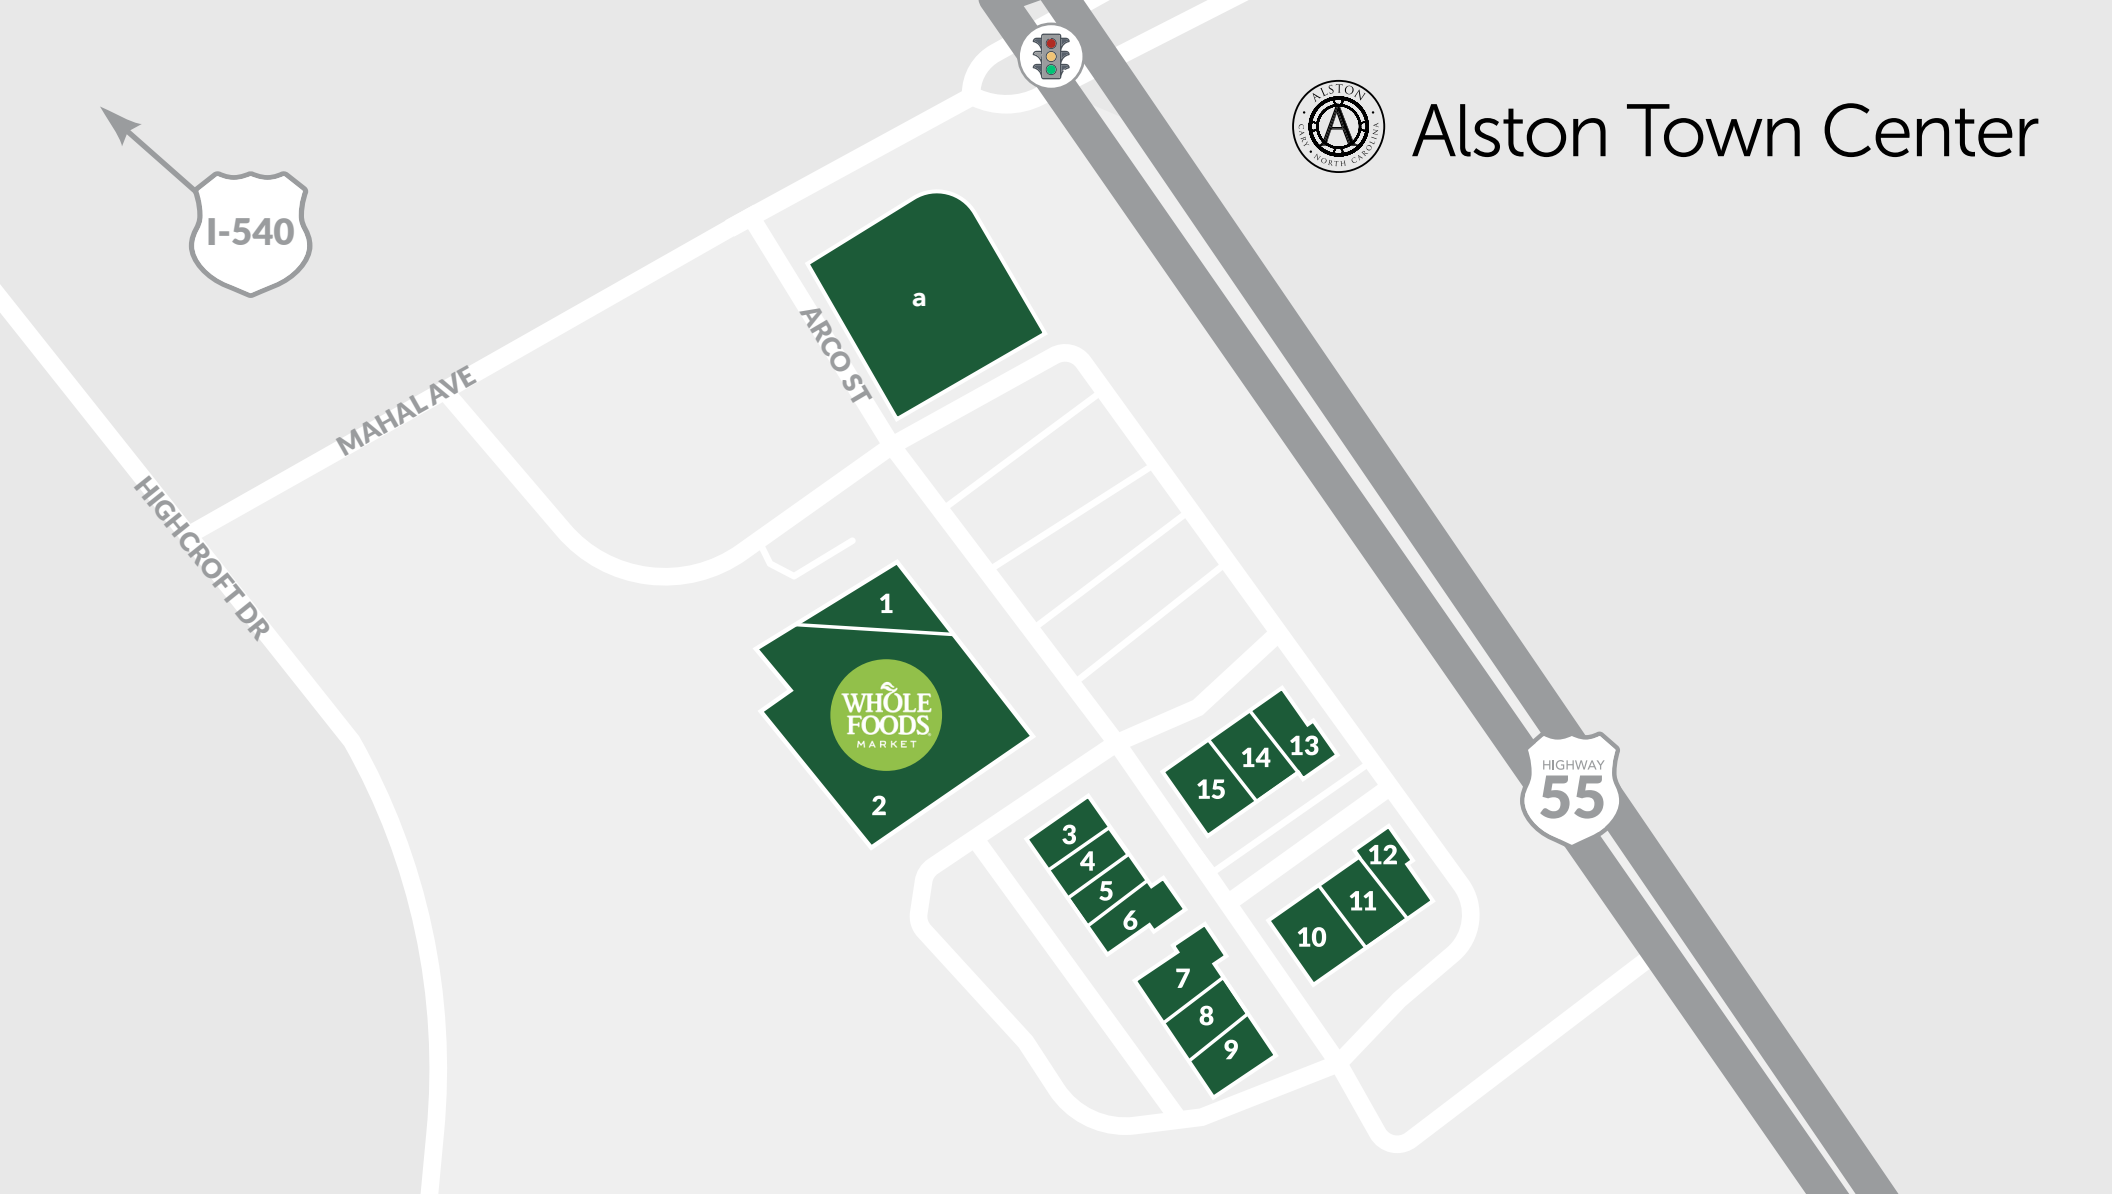 ALSTON
CARY • NORTH CAROLINA
A
Alston Town Center
I-540
a
ARCO ST
MAHAL AVE
HIGHCROFT DR
1
WHOLE
FOODS
MARKET
2
13
14
15
HIGHWAY
55
3
4
5
6
12
11
10
7
8
9